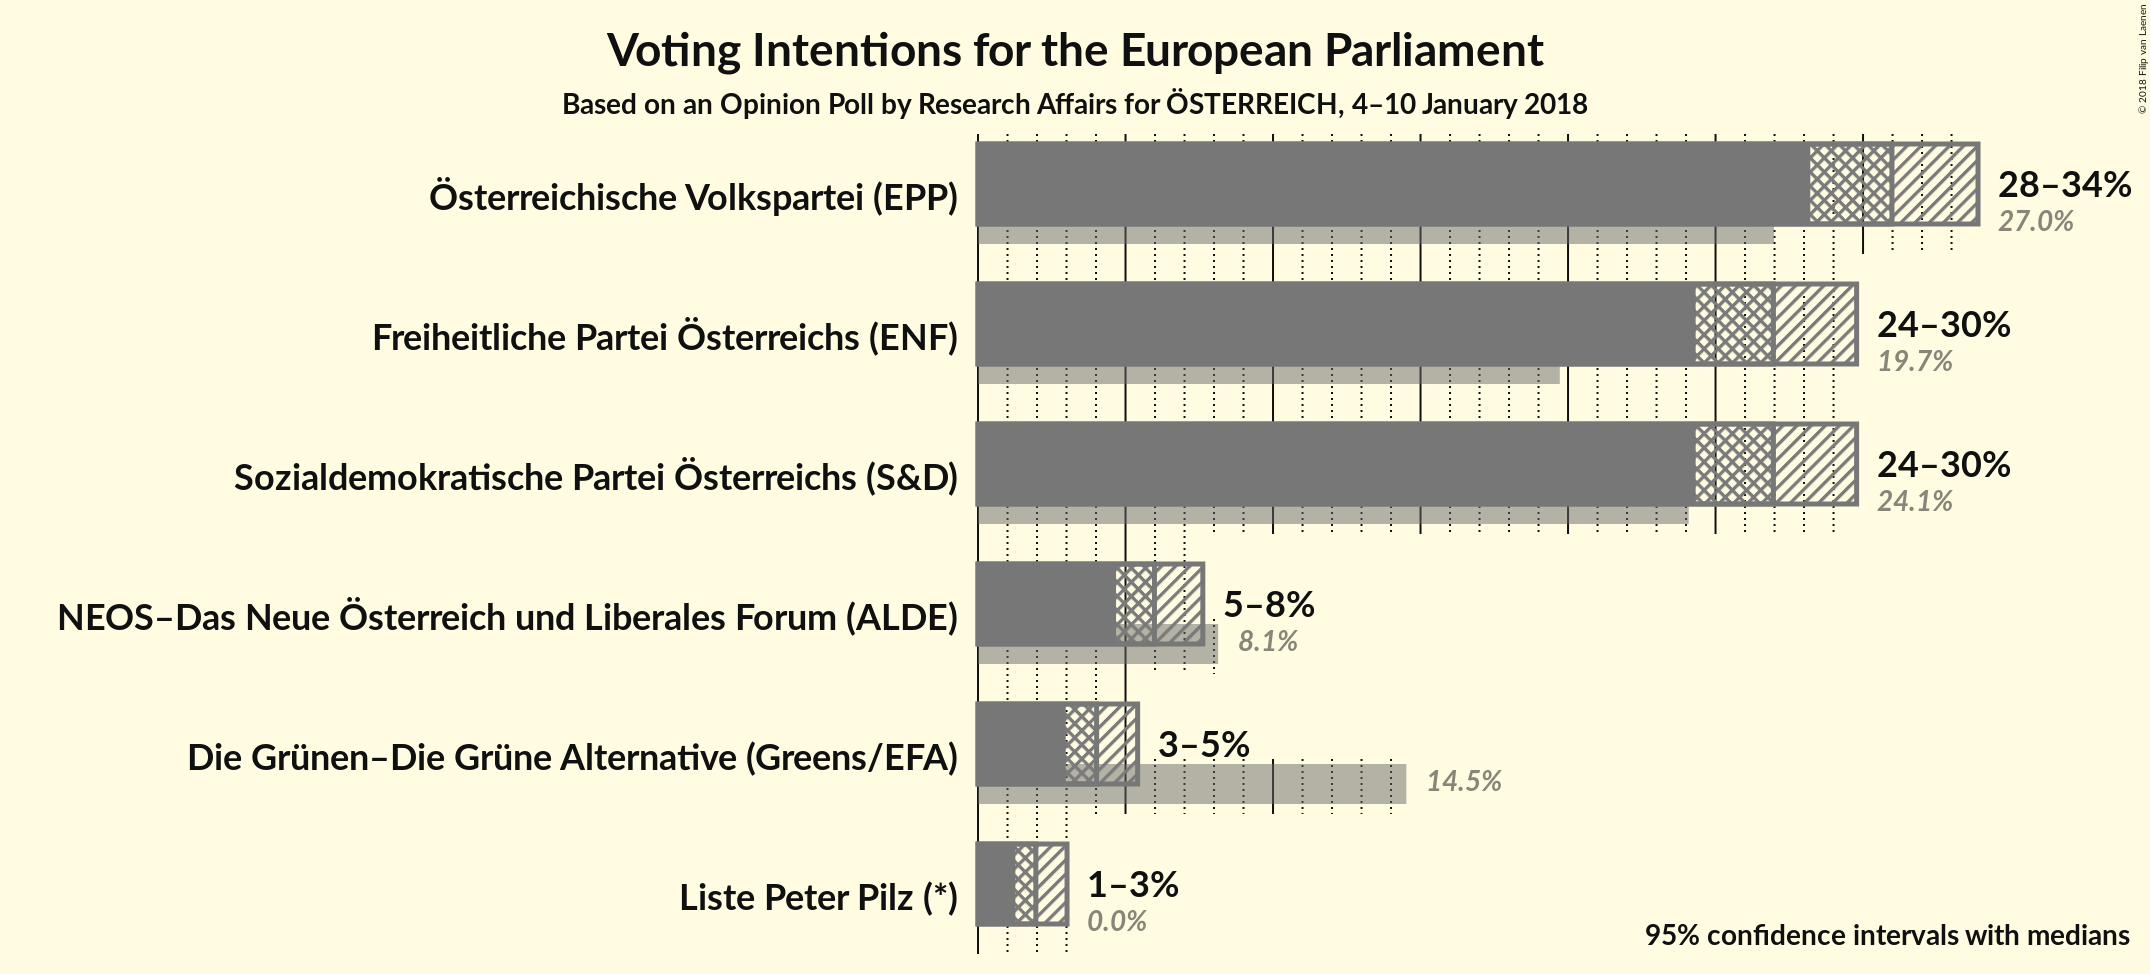 © 2018 Filip van Laenen
Voting Intentions for the European Parliament
Based on an Opinion Poll by Research Affairs for ÖSTERREICH, 4–10 January 2018
Österreichische Volkspartei (EPP)
28–34%
27.0%
Freiheitliche Partei Österreichs (ENF)
24–30%
19.7%
Sozialdemokratische Partei Österreichs (S&D)
24–30%
24.1%
NEOS–Das Neue Österreich und Liberales Forum (ALDE)
5–8%
8.1%
Die Grünen–Die Grüne Alternative (Greens/EFA)
3–5%
14.5%
Liste Peter Pilz (*)
1–3%
0.0%
95% confidence intervals with medians